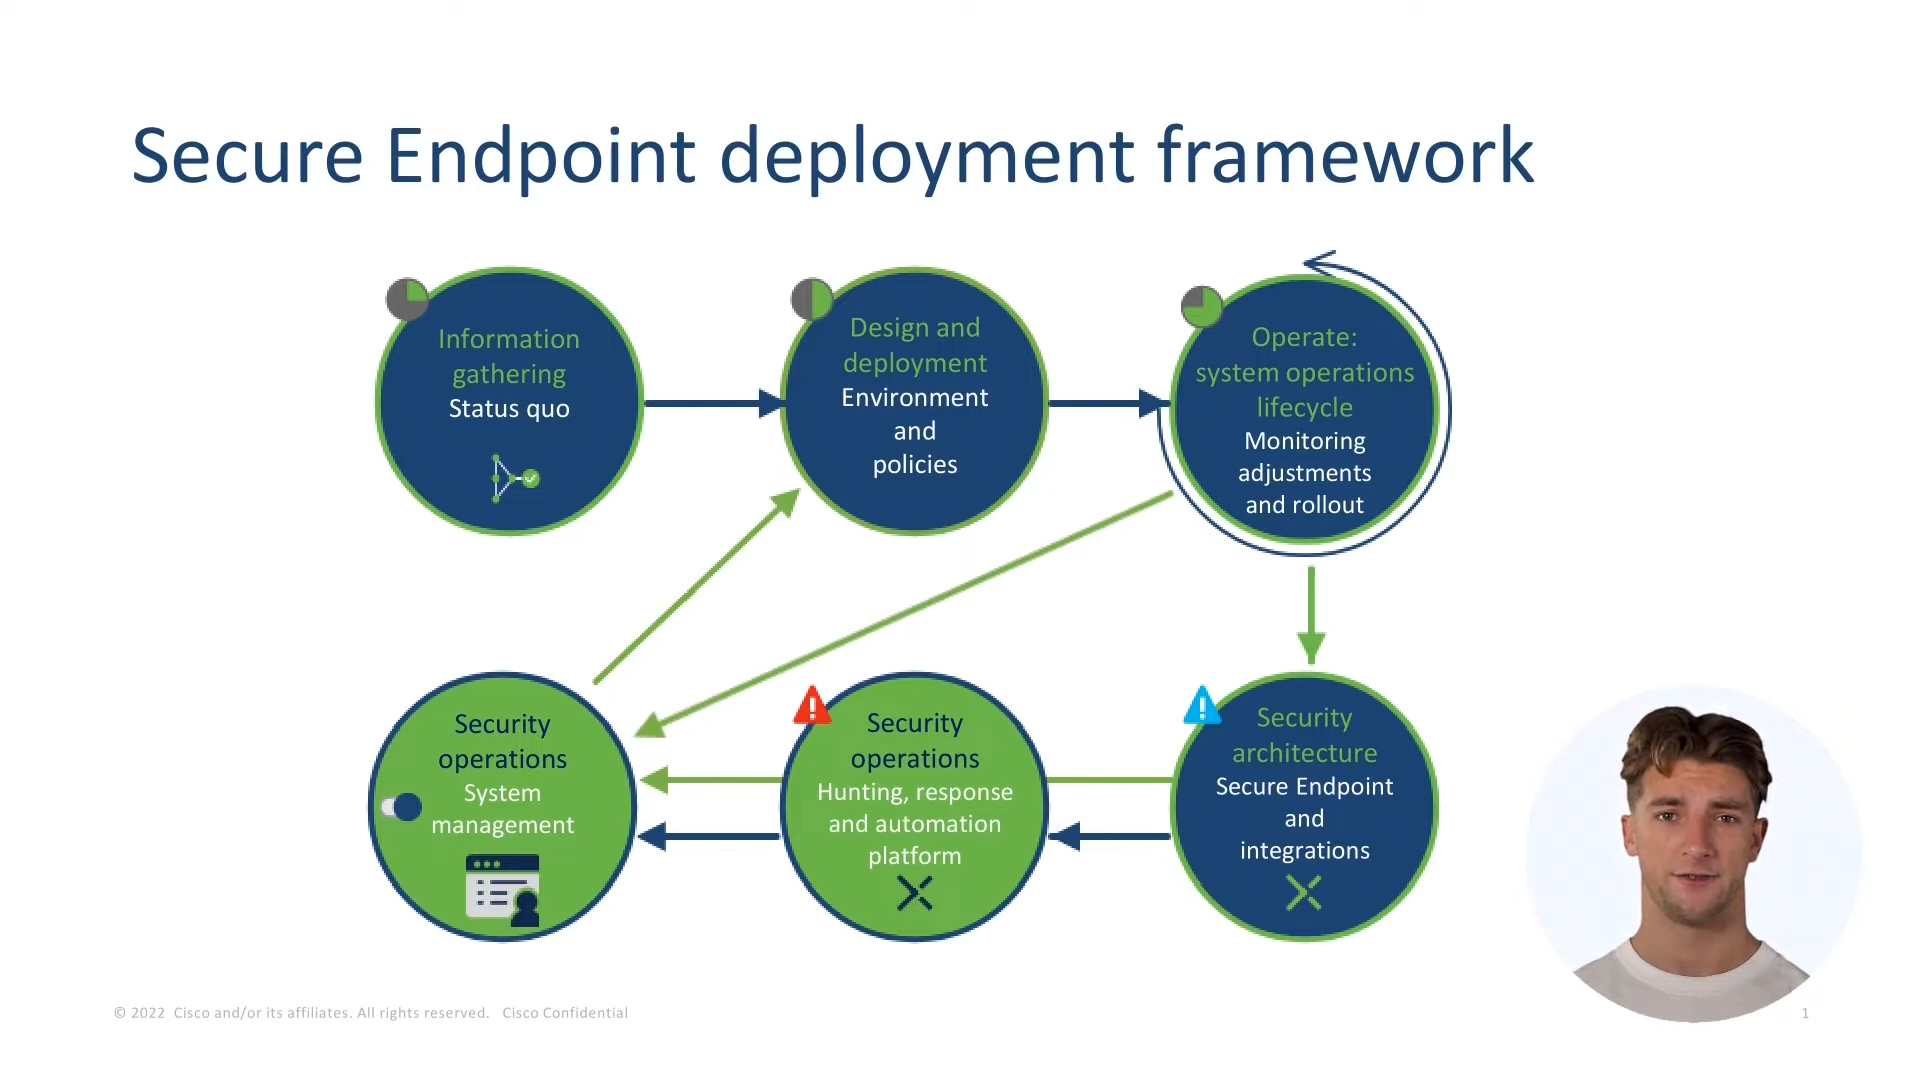 Secure Endpoint deployment framework
Information
gathering
Status quo
Design and
deployment
Environment
and
policies
Operate:
system operations
lifecycle
Monitoring
adjustments
and rollout
Security
operations
System
management
Security
operations
Hunting, response
and automation
platform
Security
architecture
Secure Endpoint
and
integrations
© 2022 Cisco and/or its affiliates. All rights reserved. Cisco Confidential
1